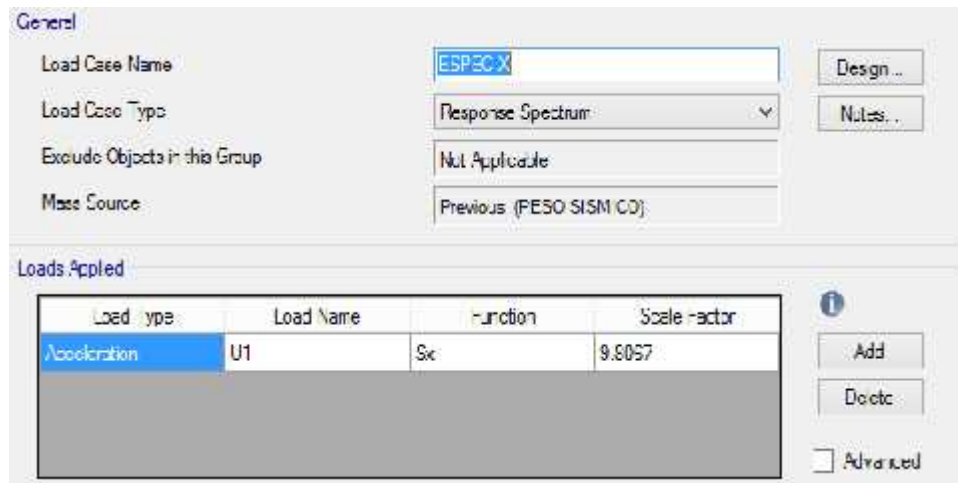 General
Load Case Name ESPEC X Design...
Load Case Type Response Spectrum Notes...
Exclude Objects in this Group Not Applicable
Mass Source Previous (PESO SISMICO)
Loads Applied
Load Type Load Name Function Scale Factor
Acceleration U1 Sx 9.8067
Add
Delete
Advanced